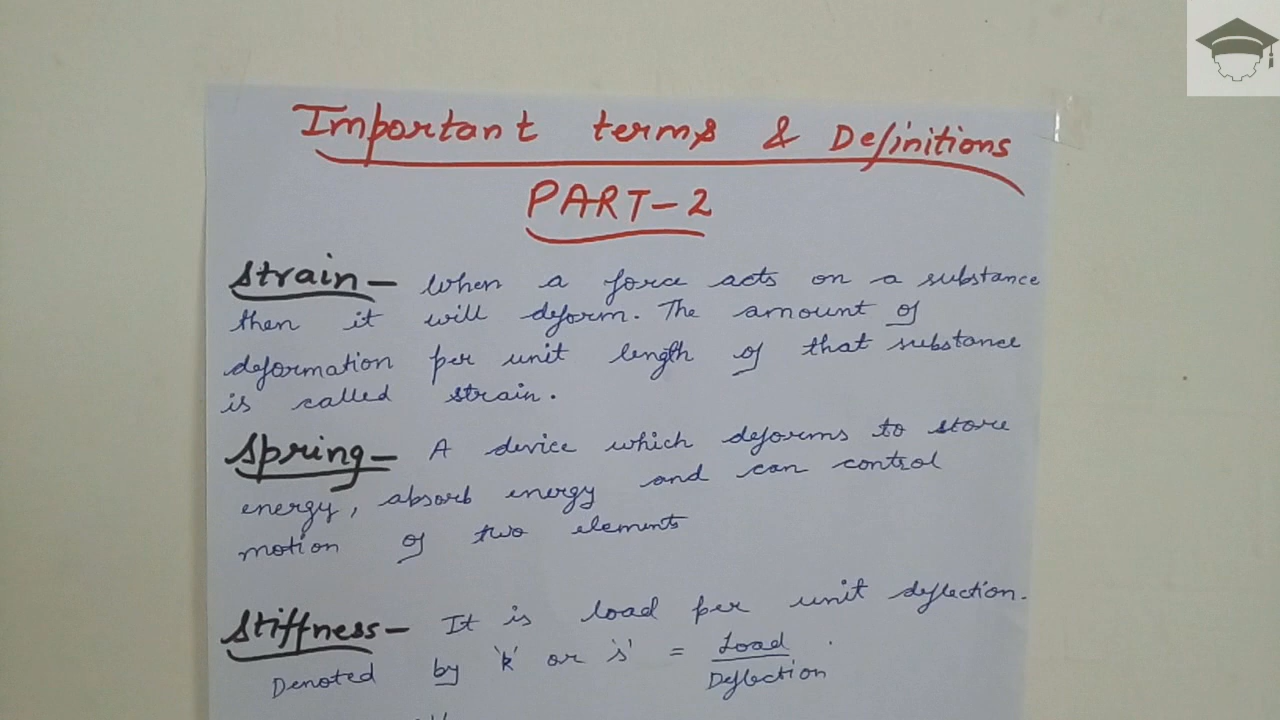 Important terms & Definitions
PART-2
Strain - When a force acts on a substance
then it will deform. The amount of
deformation per unit length of that substance
is called strain.
Spring - A device which deforms to store
energy, absorb energy and can control
motion of two elements
Stiffness - It is load per unit deflection.
Denoted by 'k' or 's' = Load / Deflection